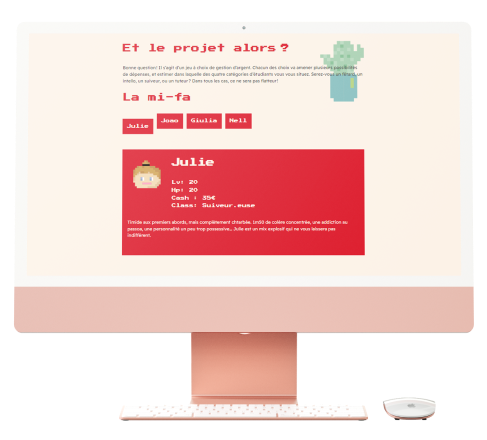 Et le projet alors ?
Bonne question! Il s'agit d'un jeu à choix de gestion d'argent. Chacun des choix va amener plusieurs possibilités
de dépenses, et estimer dans laquelle des quatre catégories d'étudiants vous vous situez. Serez-vous un fêtard, un
intello, un suiveur, ou un rateur? Dans tous les cas, ce ne sera pas flatteur!
La mi-fa
Julie Joao Giulia Nell
Julie
Lv: 20
Hp: 20
Cash : 35€
Class: Suiveur.euse
Timide aux premiers abords, mais complètement chtarbée. 1m60 de colère concentrée, une addiction au
pascoa, une personnalité un peu trop possessive... Julie est un mix explosif qui ne vous laissera pas
indifférent.